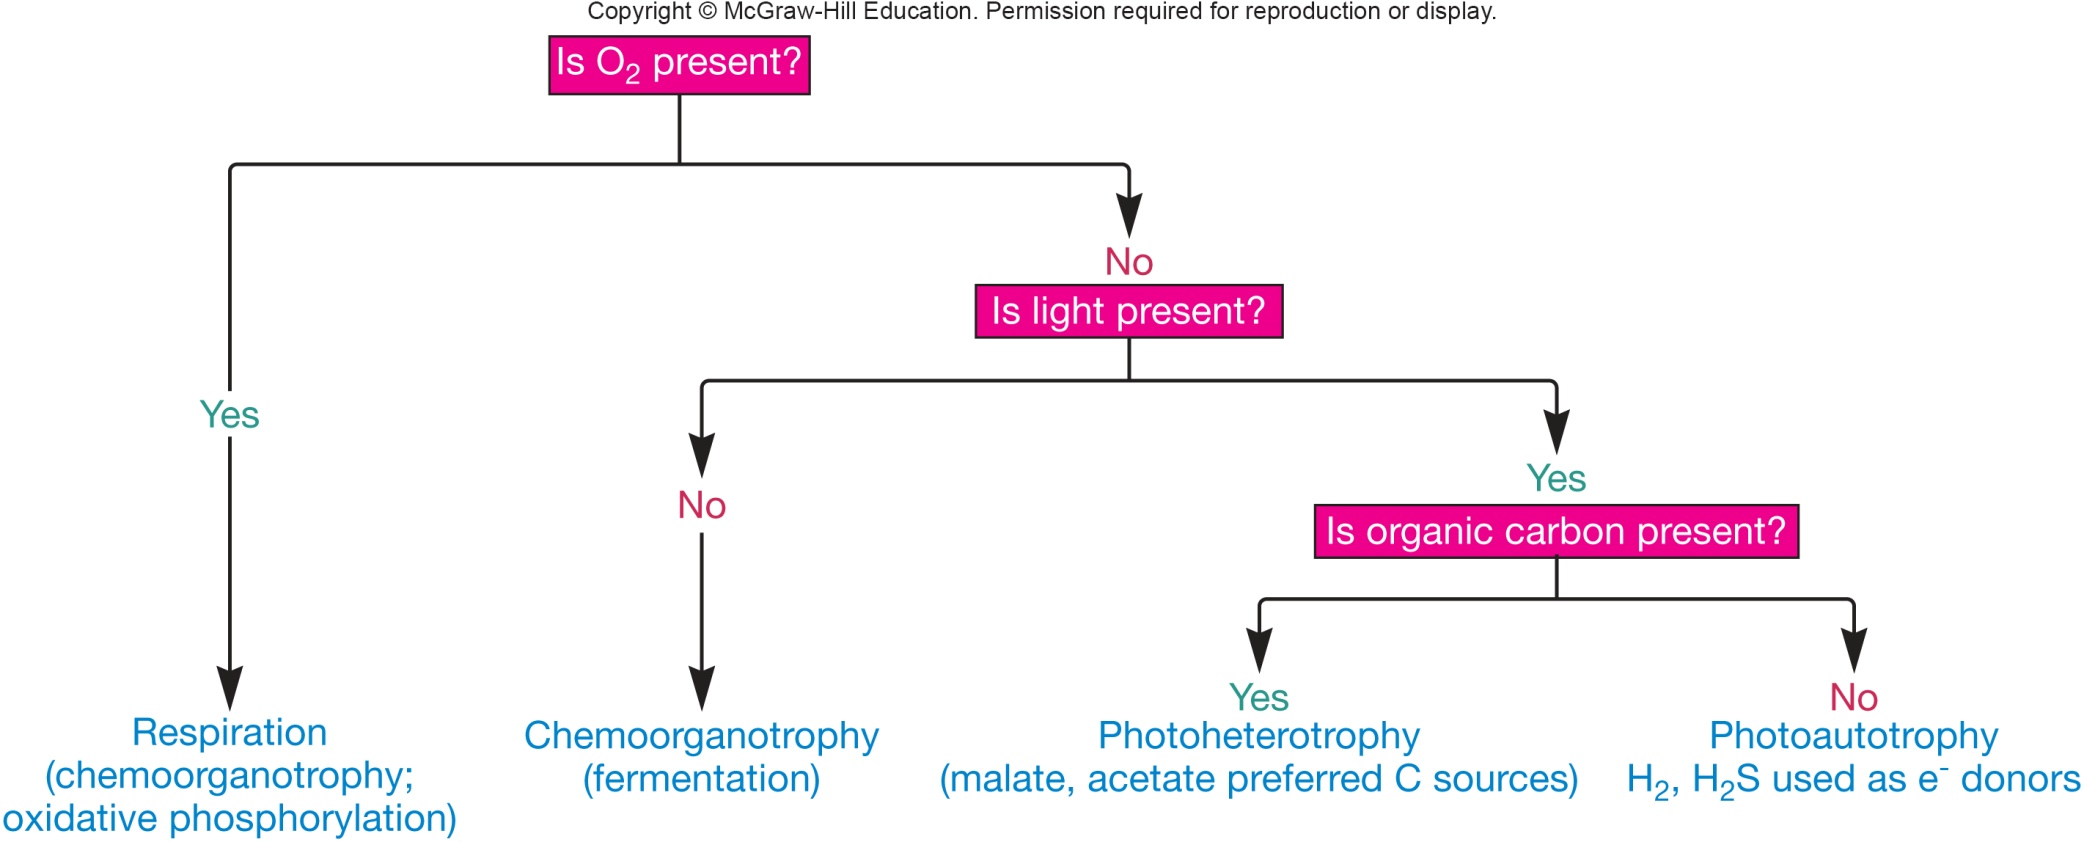 Copyright © McGraw-Hill Education. Permission required for reproduction or display.
Is O₂ present?
No
Is light present?
Yes
Yes
Is organic carbon present?
No
Yes
No
Respiration
(chemoorganotrophy;
oxidative phosphorylation)
Chemoorganotrophy
(fermentation)
Photoheterotrophy
(malate, acetate preferred C sources)
Photoautotrophy
H₂, H₂S used as e⁻ donors